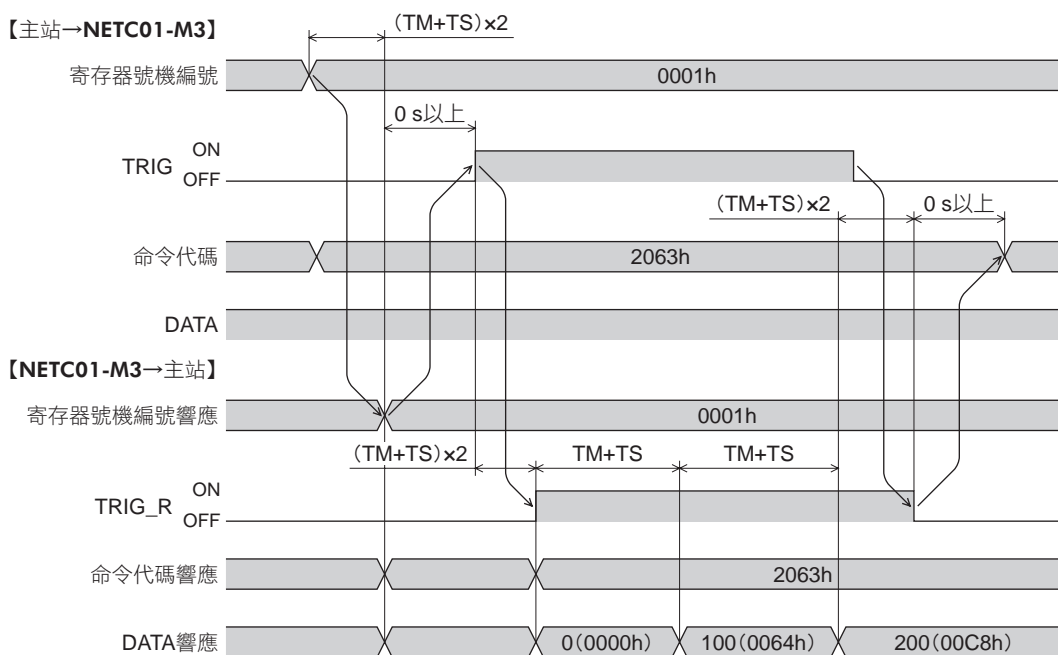 【主站→NETC01-M3】
(TM+TS)×2
寄存器號機編號
0001h
0 s以上
TRIG
ON
OFF
(TM+TS)×2
0 s以上
命令代碼
2063h
DATA
【NETC01-M3→主站】
寄存器號機編號響應
0001h
(TM+TS)×2
TM+TS
TM+TS
TRIG_R
ON
OFF
命令代碼響應
2063h
DATA響應
0(0000h)
100(0064h)
200(00C8h)